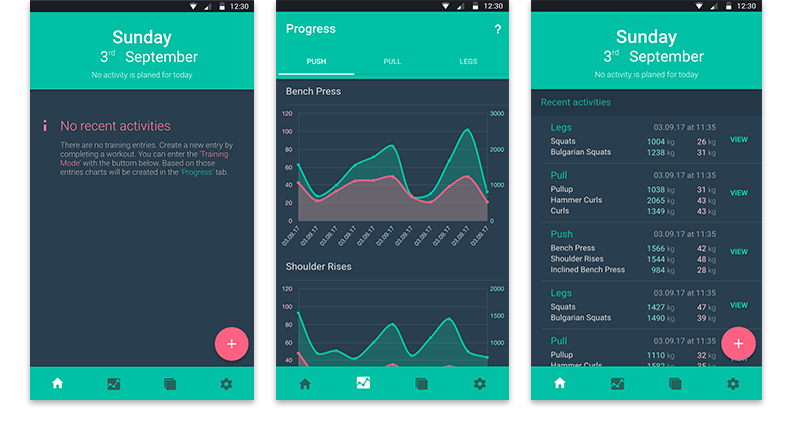 12:30
Sunday
3rd September
No activity is planed for today
No recent activities
There are no training entries. Create a new entry by
completing a workout. You can enter the 'Training
Mode' with the buttom below. Based on those
entries charts will be created in the 'Progress' tab.
12:30
Progress ?
PUSH PULL LEGS
Bench Press
120 3000
100
80 2000
60
40 1000
20
0 0
03.09.17 03.09.17 03.09.17 03.09.17 03.09.17 03.09.17 03.09.17 03.09.17 03.09.17 03.09.17 03.09.17
Shoulder Rises
120 2000
100 1500
80
60 1000
40
12:30
Sunday
3rd September
No activity is planed for today
Recent activities
Legs 03.09.17 at 11:35
Squats 1004 kg 26 kg VIEW
Bulgarian Squats 1238 kg 31 kg
Pull 03.09.17 at 11:35
Pullup 1038 kg 31 kg VIEW
Hammer Curls 2065 kg 43 kg
Curls 1349 kg 43 kg
Push 03.09.17 at 11:35
Bench Press 1566 kg 42 kg VIEW
Shoulder Rises 1544 kg 48 kg
Inclined Bench Press 984 kg 28 kg
Legs 03.09.17 at 11:35
Squats 1427 kg 47 kg VIEW
Bulgarian Squats 1490 kg 39 kg
Pull 03.09.17 at 11:35
Pullup 1110 kg 32 kg
Hammer Curls 1582 kg 25 kg